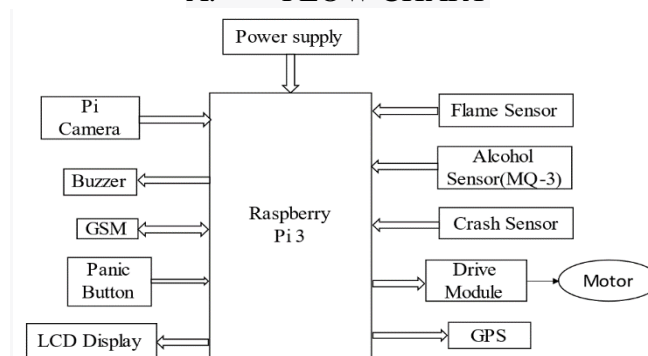 A. FLOW CHART
Power supply
Pi
Camera
Buzzer
GSM
Panic
Button
LCD Display
Raspberry
Pi 3
Flame Sensor
Alcohol
Sensor(MQ-3)
Crash Sensor
Drive
Module
Motor
GPS